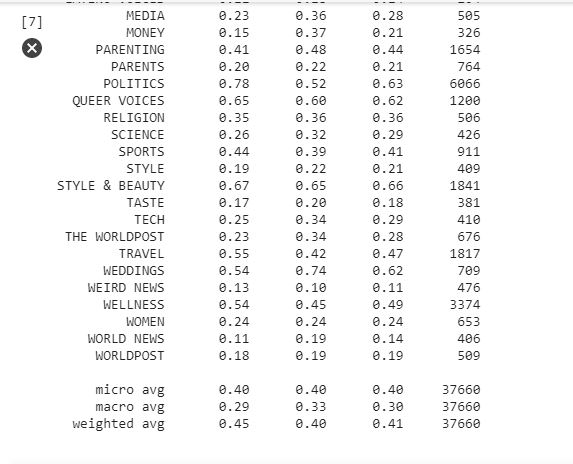 [7]
MEDIA 0.23 0.36 0.28 505
MONEY 0.15 0.37 0.21 326
PARENTING 0.41 0.48 0.44 1654
PARENTS 0.20 0.22 0.21 764
POLITICS 0.78 0.52 0.63 6066
QUEER VOICES 0.65 0.60 0.62 1200
RELIGION 0.35 0.36 0.36 506
SCIENCE 0.26 0.32 0.29 426
SPORTS 0.44 0.39 0.41 911
STYLE 0.19 0.22 0.21 409
STYLE & BEAUTY 0.67 0.65 0.66 1841
TASTE 0.17 0.20 0.18 381
TECH 0.25 0.34 0.29 410
THE WORLDPOST 0.23 0.34 0.28 676
TRAVEL 0.55 0.42 0.47 1817
WEDDINGS 0.54 0.74 0.62 709
WEIRD NEWS 0.13 0.10 0.11 476
WELLNESS 0.54 0.45 0.49 3374
WOMEN 0.24 0.24 0.24 653
WORLD NEWS 0.11 0.19 0.14 406
WORLDPOST 0.18 0.19 0.19 509
micro avg 0.40 0.40 0.40 37660
macro avg 0.29 0.33 0.30 37660
weighted avg 0.45 0.40 0.41 37660